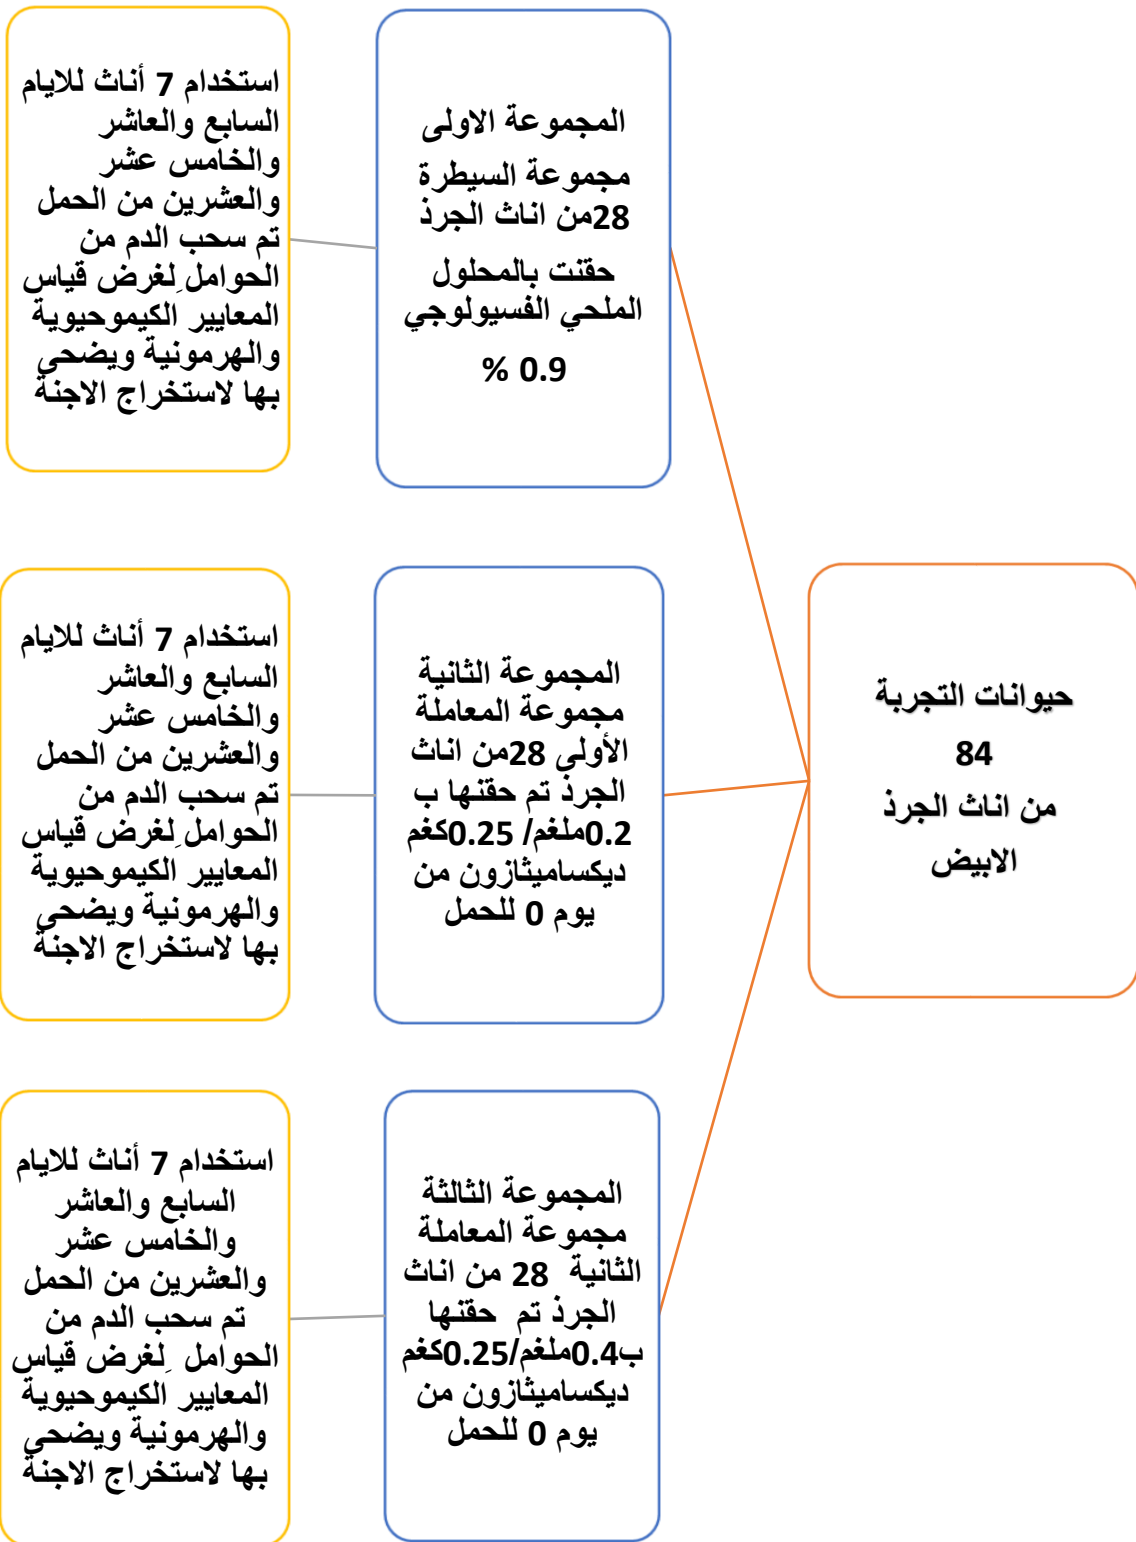 حيوانات التجربة
84
من اناث الجرذ
الابيض
المجموعة الاولى
مجموعة السيطرة
28من اناث الجرذ
حقنت بالمحلول
الملحي الفسيولوجي
0.9 %
استخدام 7 أناث للايام
السابع والعاشر
والخامس عشر
والعشرين من الحمل
تم سحب الدم من
الحوامل ِلغرض قياس
المعايير الكيموحيوية
والهرمونية ويضحى
بها لاستخراج الاجنة
المجموعة الثانية
مجموعة المعاملة
الأولى 28من اناث
الجرذ تم حقنها ب
0.2ملغم/ 0.25كغم
ديكساميثازون من
يوم 0 للحمل
استخدام 7 أناث للايام
السابع والعاشر
والخامس عشر
والعشرين من الحمل
تم سحب الدم من
الحوامل ِلغرض قياس
المعايير الكيموحيوية
والهرمونية ويضحى
بها لاستخراج الاجنة
المجموعة الثالثة
مجموعة المعاملة
الثانية 28 من اناث
الجرذ تم حقنها
ب0.4ملغم/0.25كغم
ديكساميثازون من
يوم 0 للحمل
استخدام 7 أناث للايام
السابع والعاشر
والخامس عشر
والعشرين من الحمل
تم سحب الدم من
الحوامل ِلغرض قياس
المعايير الكيموحيوية
والهرمونية ويضحى
بها لاستخراج الاجنة